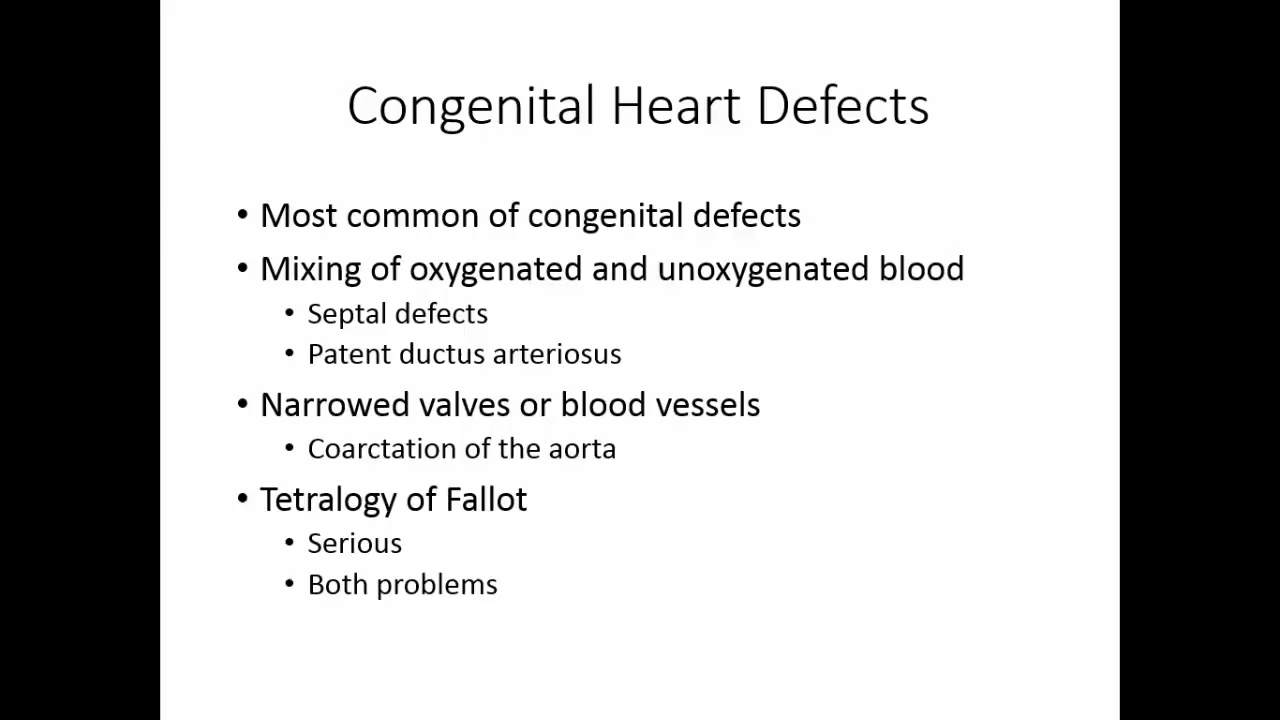 Congenital Heart Defects
• Most common of congenital defects
• Mixing of oxygenated and unoxygenated blood
• Septal defects
• Patent ductus arteriosus
• Narrowed valves or blood vessels
• Coarctation of the aorta
• Tetralogy of Fallot
• Serious
• Both problems